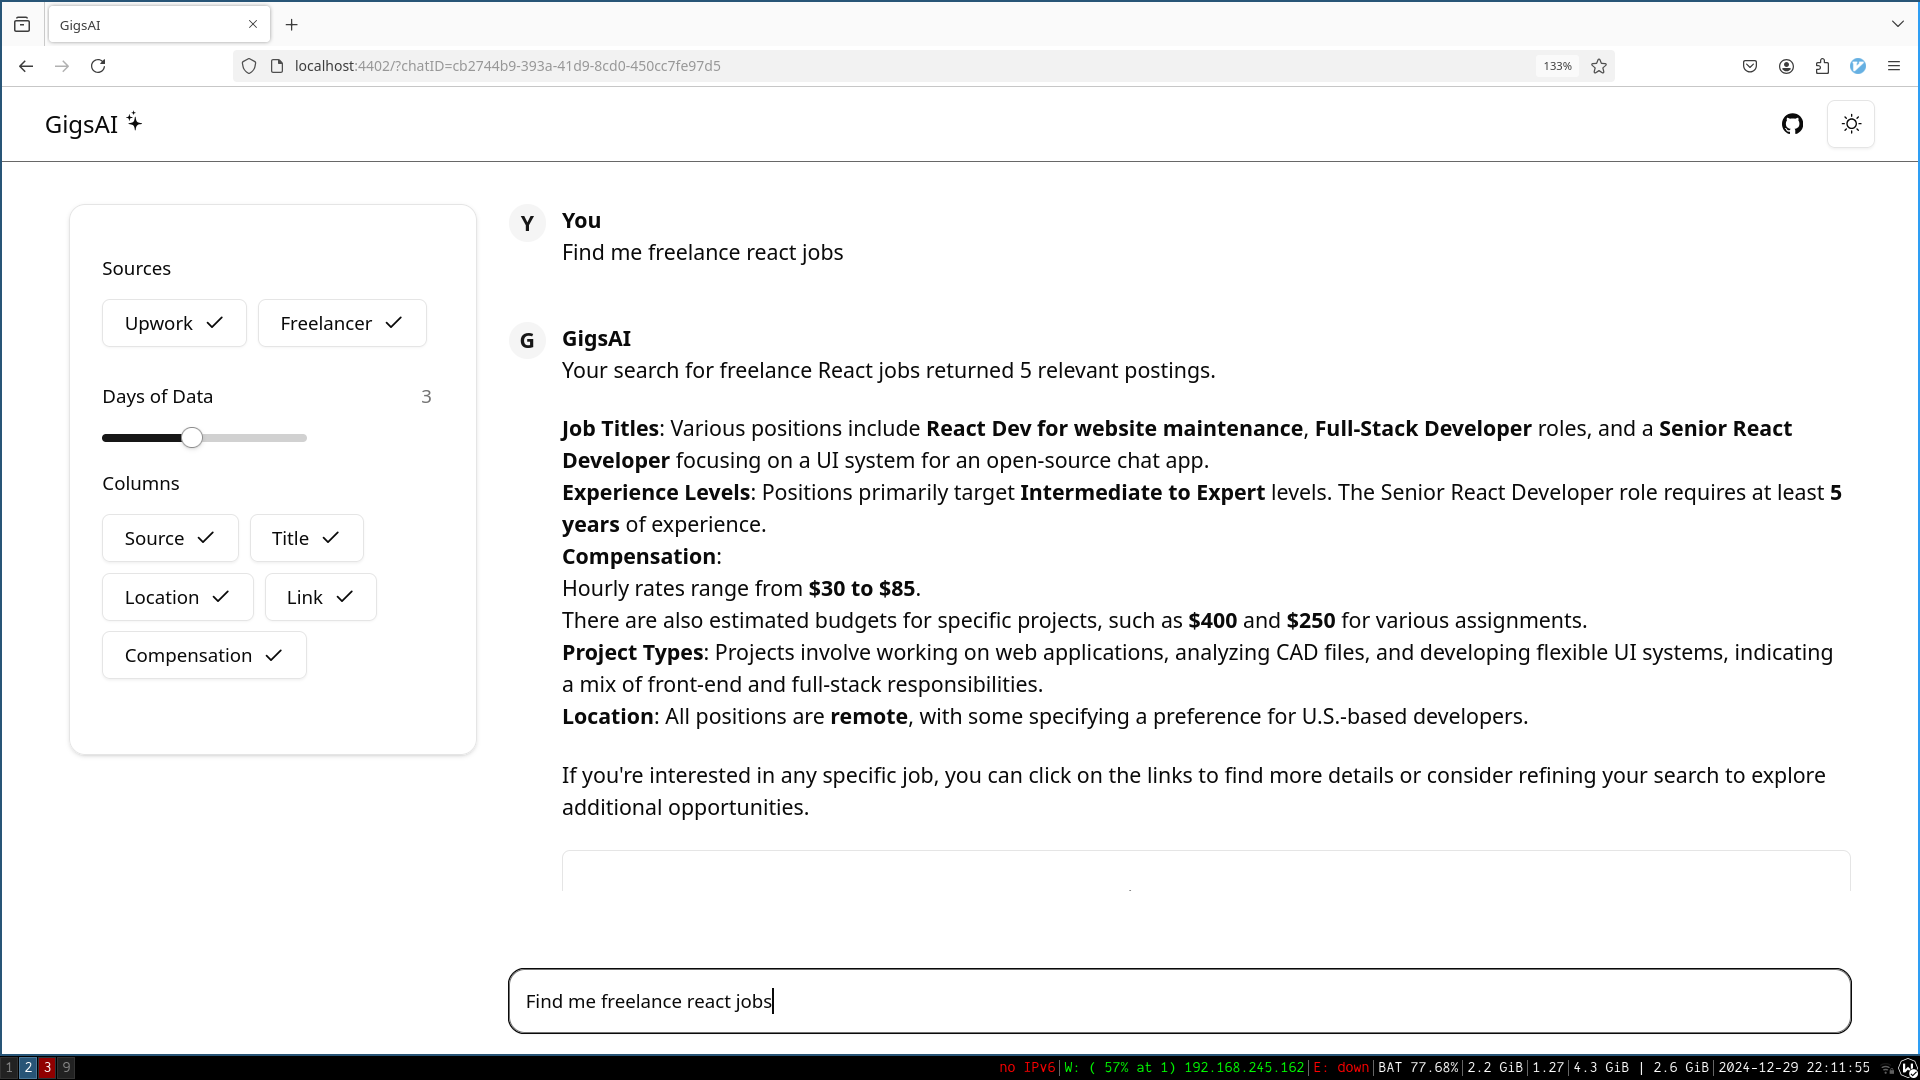 GigsAI
localhost:4402/?chatID=cb2744b9-393a-41d9-8cd0-450cc7fe97d5
133%
GigsAI
Sources
Upwork
Freelancer
Days of Data
3
Columns
Source
Title
Location
Link
Compensation
Y
You
Find me freelance react jobs
G
GigsAI
Your search for freelance React jobs returned 5 relevant postings.
Job Titles: Various positions include React Dev for website maintenance, Full-Stack Developer roles, and a Senior React
Developer focusing on a UI system for an open-source chat app.
Experience Levels: Positions primarily target Intermediate to Expert levels. The Senior React Developer role requires at least 5
years of experience.
Compensation:
Hourly rates range from $30 to $85.
There are also estimated budgets for specific projects, such as $400 and $250 for various assignments.
Project Types: Projects involve working on web applications, analyzing CAD files, and developing flexible UI systems, indicating
a mix of front-end and full-stack responsibilities.
Location: All positions are remote, with some specifying a preference for U.S.-based developers.
If you're interested in any specific job, you can click on the links to find more details or consider refining your search to explore
additional opportunities.
Find me freelance react jobs
1 2 3 9
no IPv6|W: ( 57% at 1) 192.168.245.162|E: down|BAT 77.68%|2.2 GiB|1.27|4.3 GiB | 2.6 GiB|2024-12-29 22:11:55